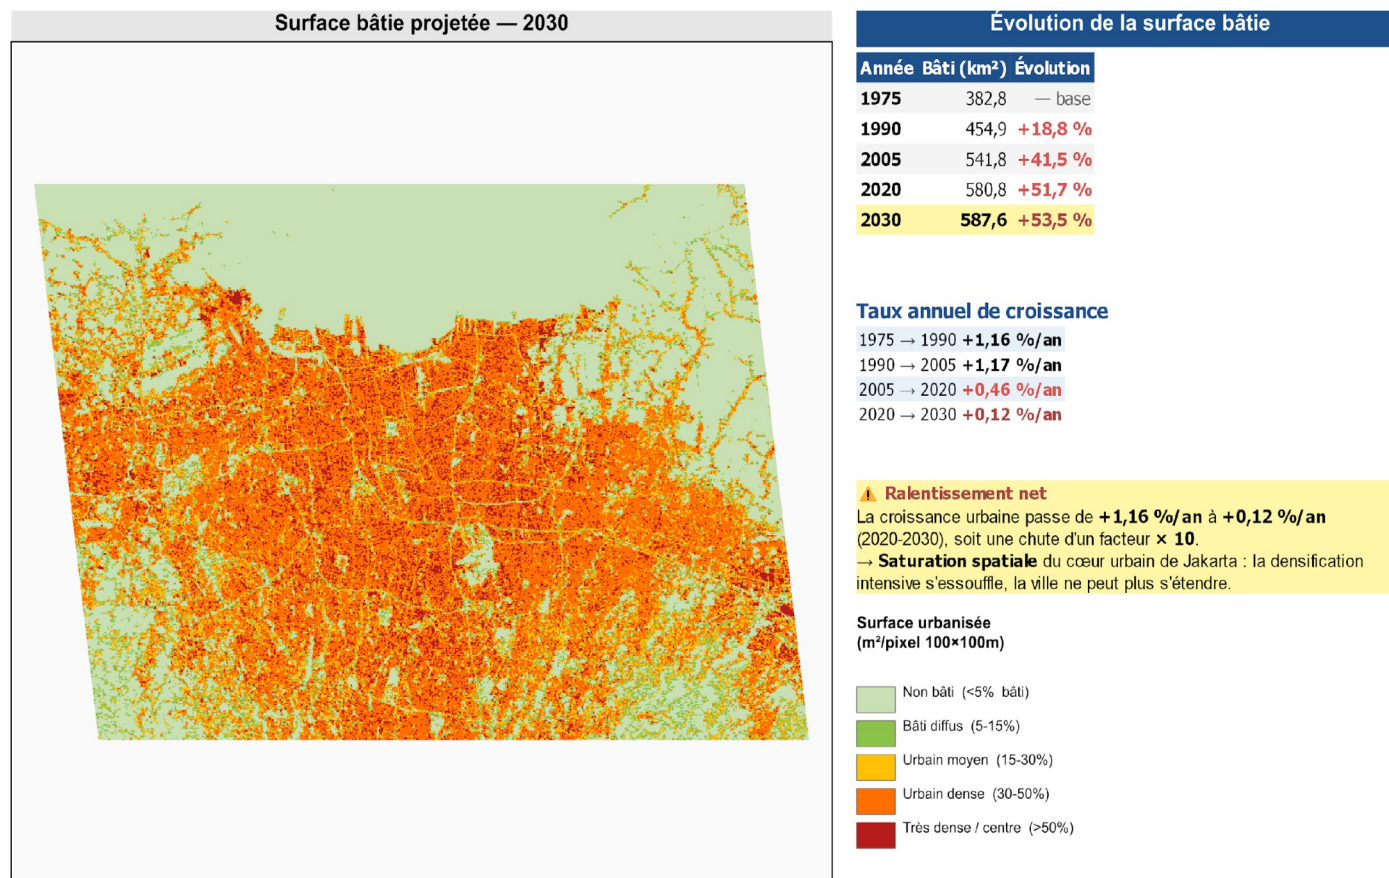 Surface bâtie projetée — 2030
Évolution de la surface bâtie
Année Bâti (km²) Évolution
1975 382,8 — base
1990 454,9 +18,8 %
2005 541,8 +41,5 %
2020 580,8 +51,7 %
2030 587,6 +53,5 %
Taux annuel de croissance
1975 → 1990 +1,16 %/an
1990 → 2005 +1,17 %/an
2005 → 2020 +0,46 %/an
2020 → 2030 +0,12 %/an
⚠ Ralentissement net
La croissance urbaine passe de +1,16 %/an à +0,12 %/an
(2020-2030), soit une chute d'un facteur × 10.
→ Saturation spatiale du cœur urbain de Jakarta : la densification
intensive s'essouffle, la ville ne peut plus s'étendre.
Surface urbanisée
(m²/pixel 100×100m)
Non bâti (<5% bâti)
Bâti diffus (5-15%)
Urbain moyen (15-30%)
Urbain dense (30-50%)
Très dense / centre (>50%)